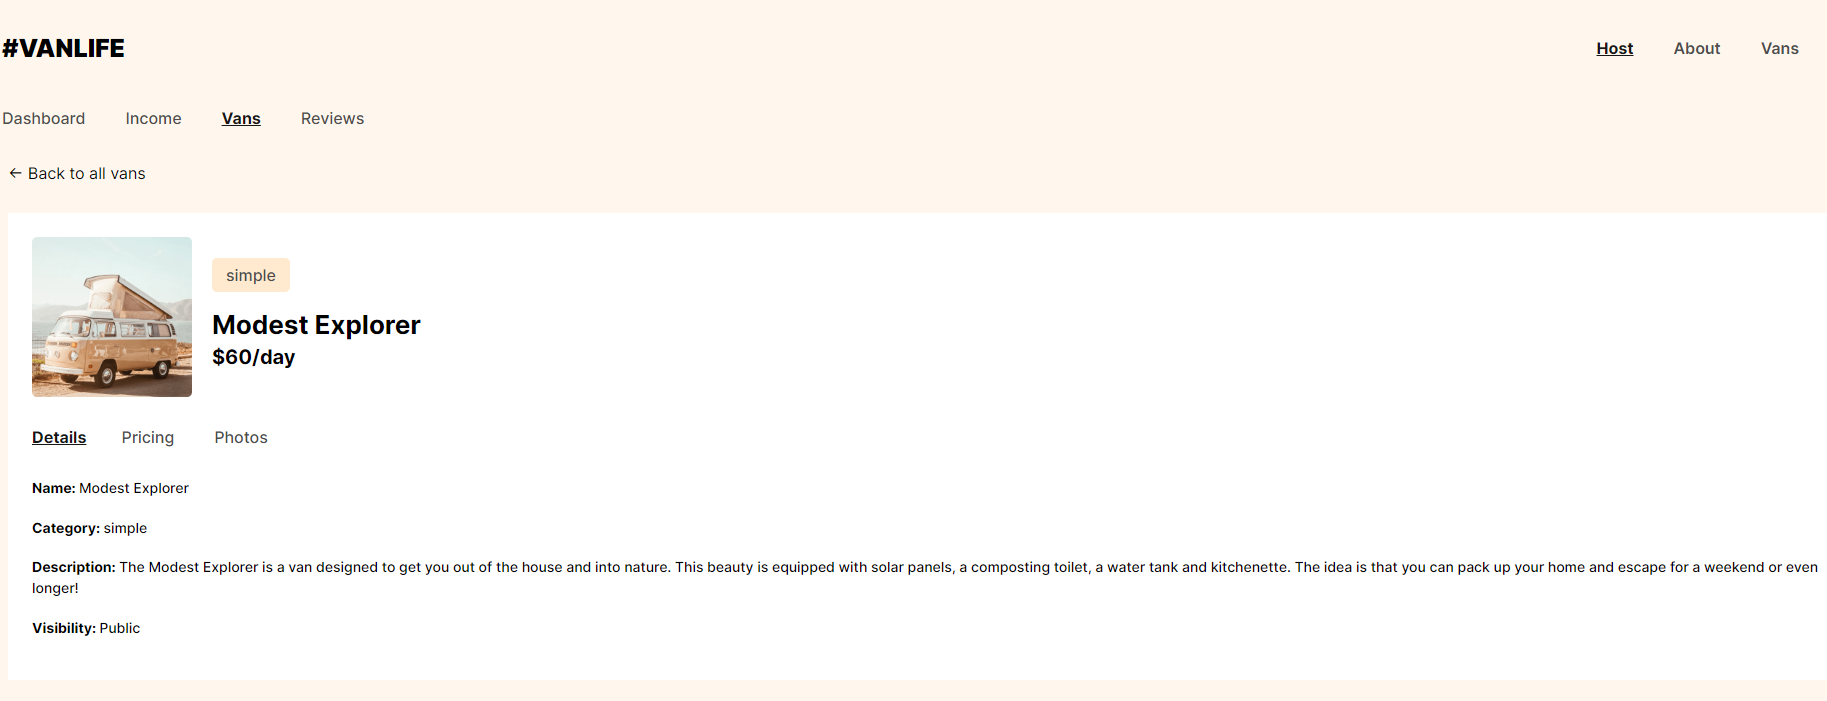 #VANLIFE
Host About Vans
Dashboard Income Vans Reviews
← Back to all vans
simple
Modest Explorer
$60/day
Details Pricing Photos
Name: Modest Explorer
Category: simple
Description: The Modest Explorer is a van designed to get you out of the house and into nature. This beauty is equipped with solar panels, a composting toilet, a water tank and kitchenette. The idea is that you can pack up your home and escape for a weekend or even
longer!
Visibility: Public